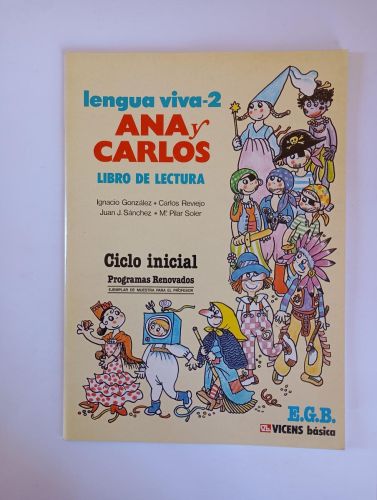 lengua viva-2
ANA y
CARLOS
LIBRO DE LECTURA
Ignacio González • Carlos Reviejo
Juan J. Sánchez • Mª Pilar Soler
Ciclo inicial
Programas Renovados
EJEMPLAR DE MUESTRA PARA EL PROFESOR
E.G.B.
VICENS básica